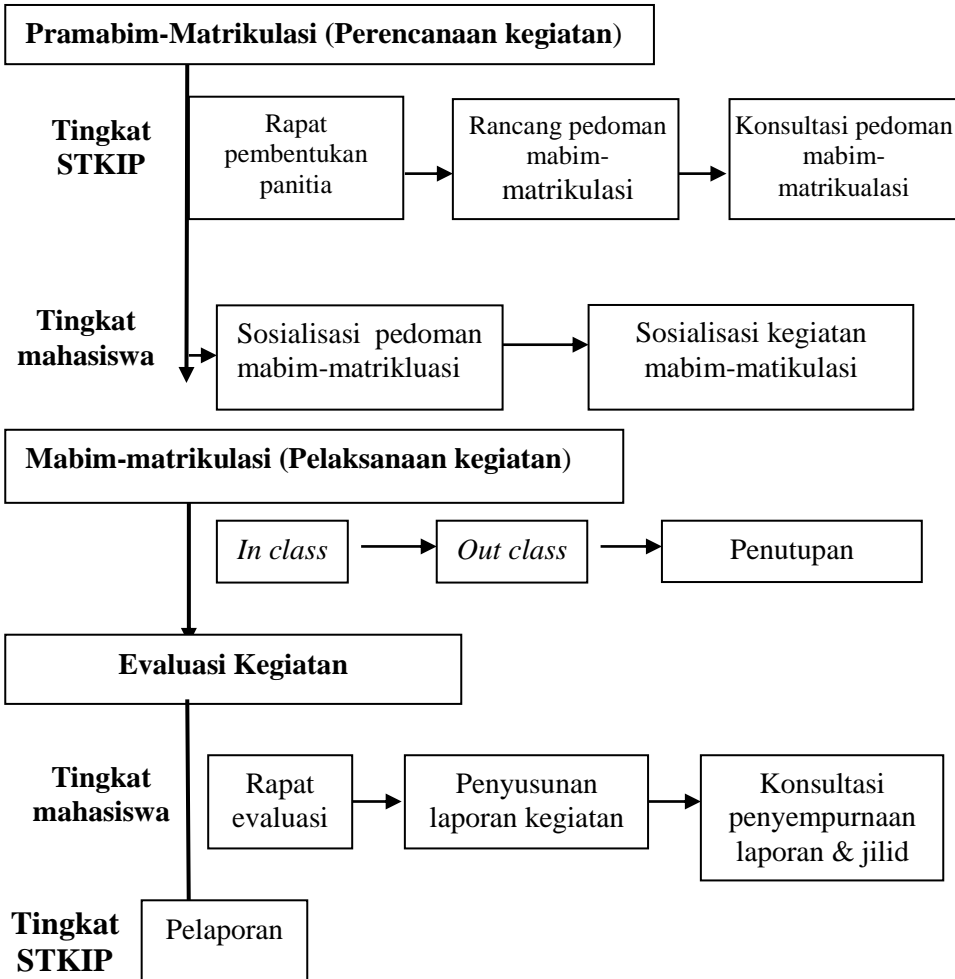 Pramabim-Matrikulasi (Perencanaan kegiatan)
Tingkat
STKIP
Rapat
pembentukan
panitia
Rancang pedoman
mabim-
matrikulasi
Konsultasi pedoman
mabim-
matrikualasi
Tingkat
mahasiswa
Sosialisasi pedoman
mabim-matrikluasi
Sosialisasi kegiatan
mabim-matikulasi
Mabim-matrikulasi (Pelaksanaan kegiatan)
In class
Out class
Penutupan
Evaluasi Kegiatan
Tingkat
mahasiswa
Rapat
evaluasi
Penyusunan
laporan kegiatan
Konsultasi
penyempurnaan
laporan & jilid
Tingkat
STKIP
Pelaporan